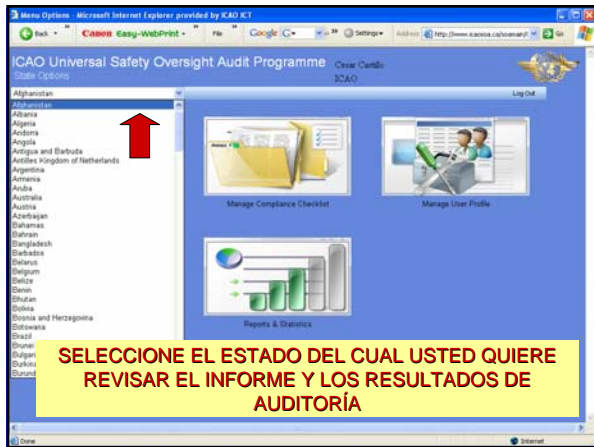 Menu Options - Microsoft Internet Explorer provided by ICAO ICT
Back
Canon Easy-WebPrint
File
Google
G
Settings
Address
http://www.icaoisa.ca/soaman/
Go
ICAO Universal Safety Oversight Audit Programme
Cesar Castillo
State Options
ICAO
Afghanistan
Log Out
Afghanistan
Albania
Algeria
Andorra
Angola
Antigua and Barbuda
Antilles Kingdom of Netherlands
Argentina
Armenia
Aruba
Australia
Austria
Azerbaijan
Bahamas
Bahrain
Bangladesh
Barbados
Belarus
Belgium
Belize
Benin
Bhutan
Bolivia
Bosnia and Herzegovina
Botswana
Brazil
Manage Compliance Checklist
Manage User Profile
Reports & Statistics
SELECCIONE EL ESTADO DEL CUAL USTED QUIERE
REVISAR EL INFORME Y LOS RESULTADOS DE
AUDITORÍA
Done
Internet